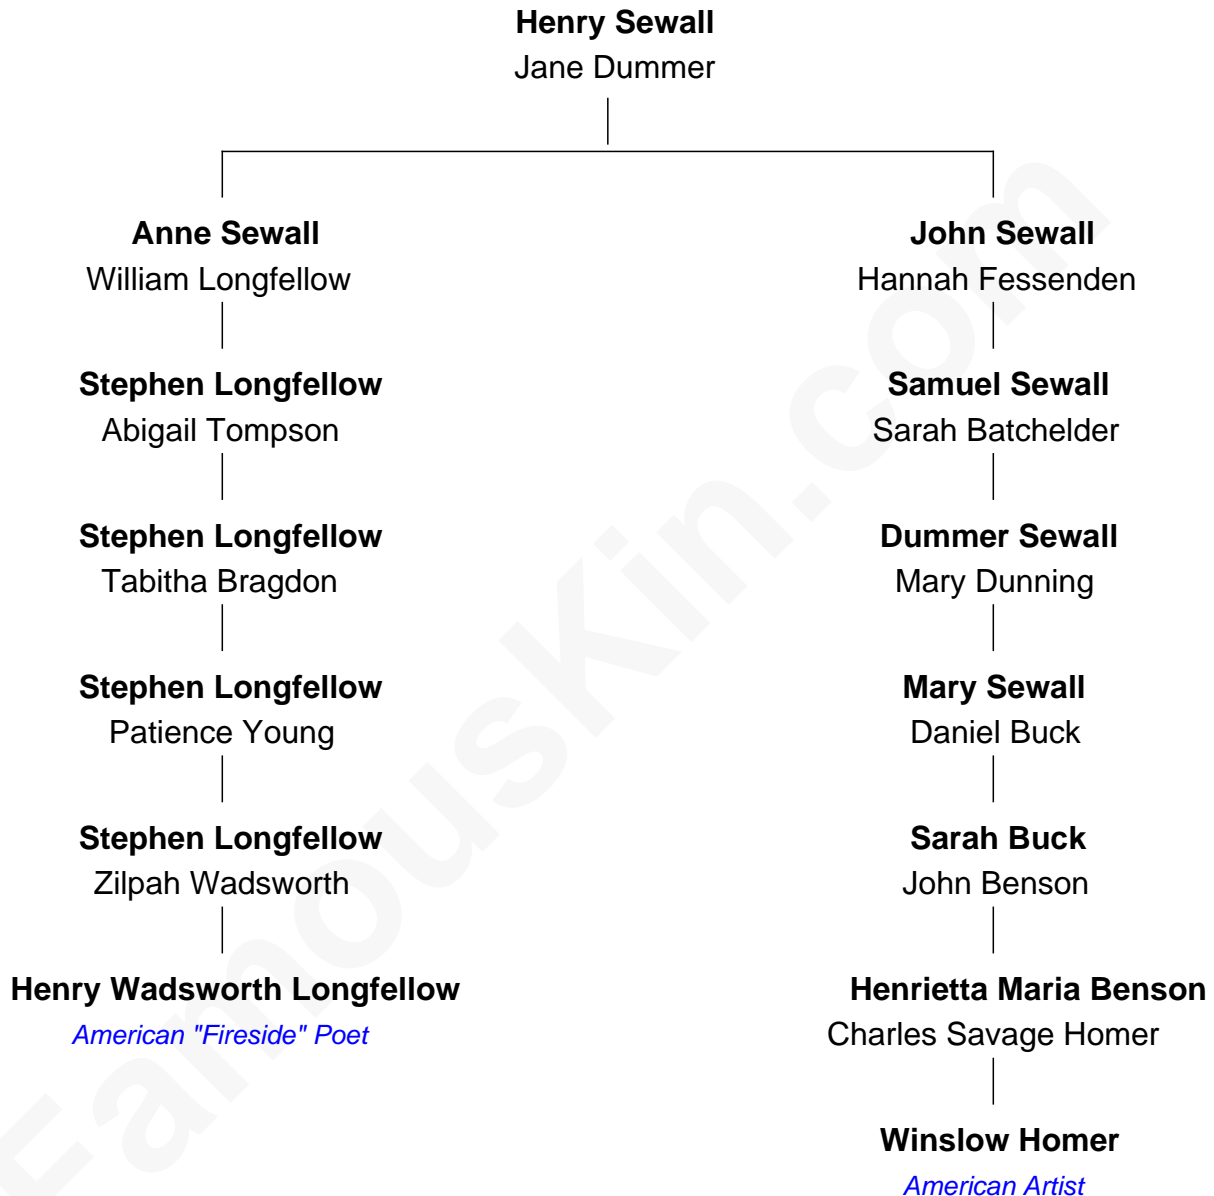 Henry Sewall
Jane Dummer
Anne Sewall
William Longfellow
John Sewall
Hannah Fessenden
Stephen Longfellow
Abigail Tompson
Samuel Sewall
Sarah Batchelder
Stephen Longfellow
Tabitha Bragdon
Dummer Sewall
Mary Dunning
Stephen Longfellow
Patience Young
Mary Sewall
Daniel Buck
Stephen Longfellow
Zilpah Wadsworth
Sarah Buck
John Benson
Henry Wadsworth Longfellow
American "Fireside" Poet
Henrietta Maria Benson
Charles Savage Homer
Winslow Homer
American Artist
FamousKin.com